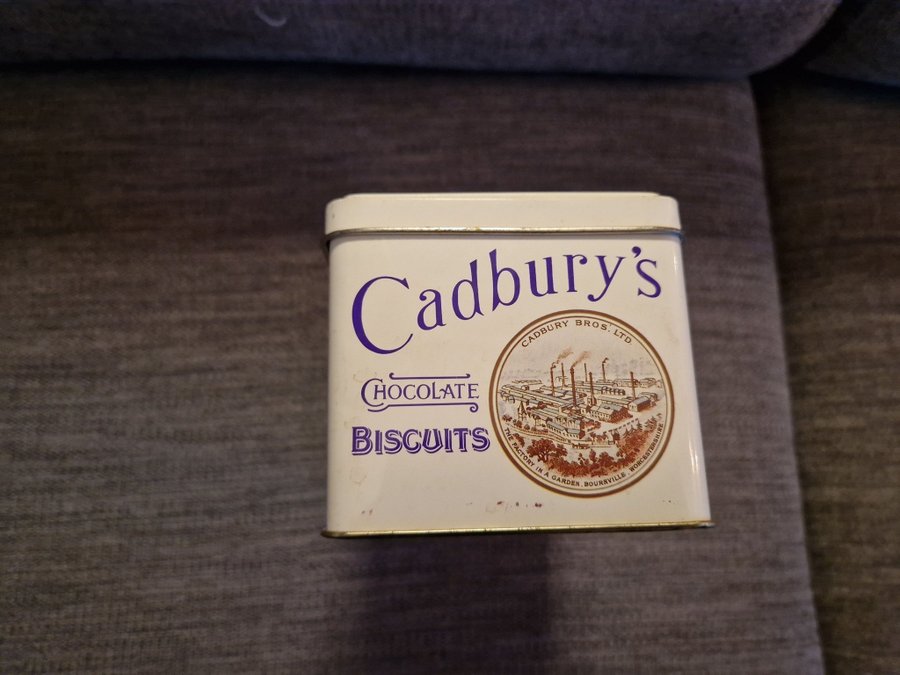 Cadbury's
CHOCOLATE
BISCUITS
CADBURY BROS. LTD
THE FACTORY IN A GARDEN. BOURNVILLE WORCESTERSHIRE